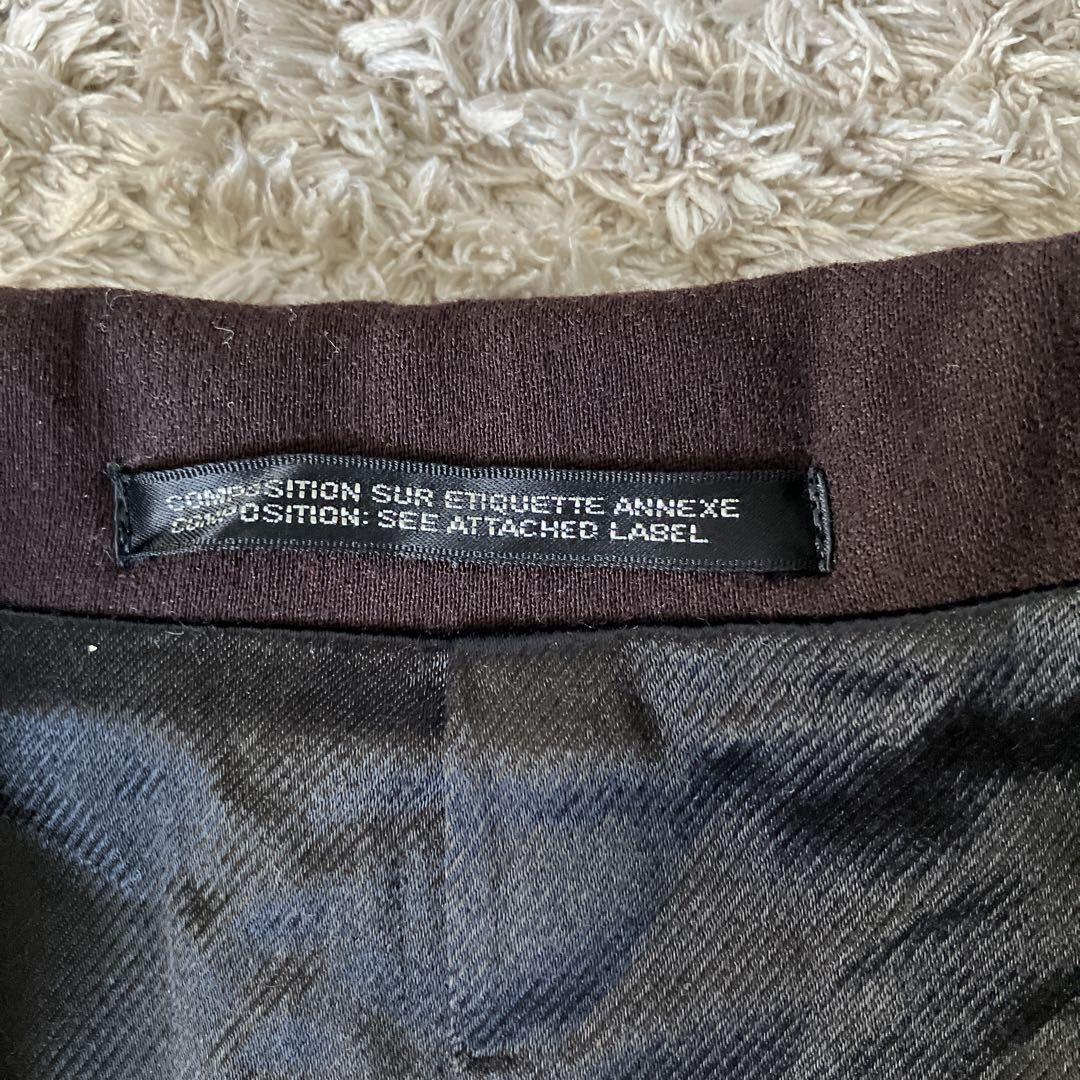 COMPOSITION SUR ETIQUETTE ANNEXE
COMPOSITION: SEE ATTACHED LABEL